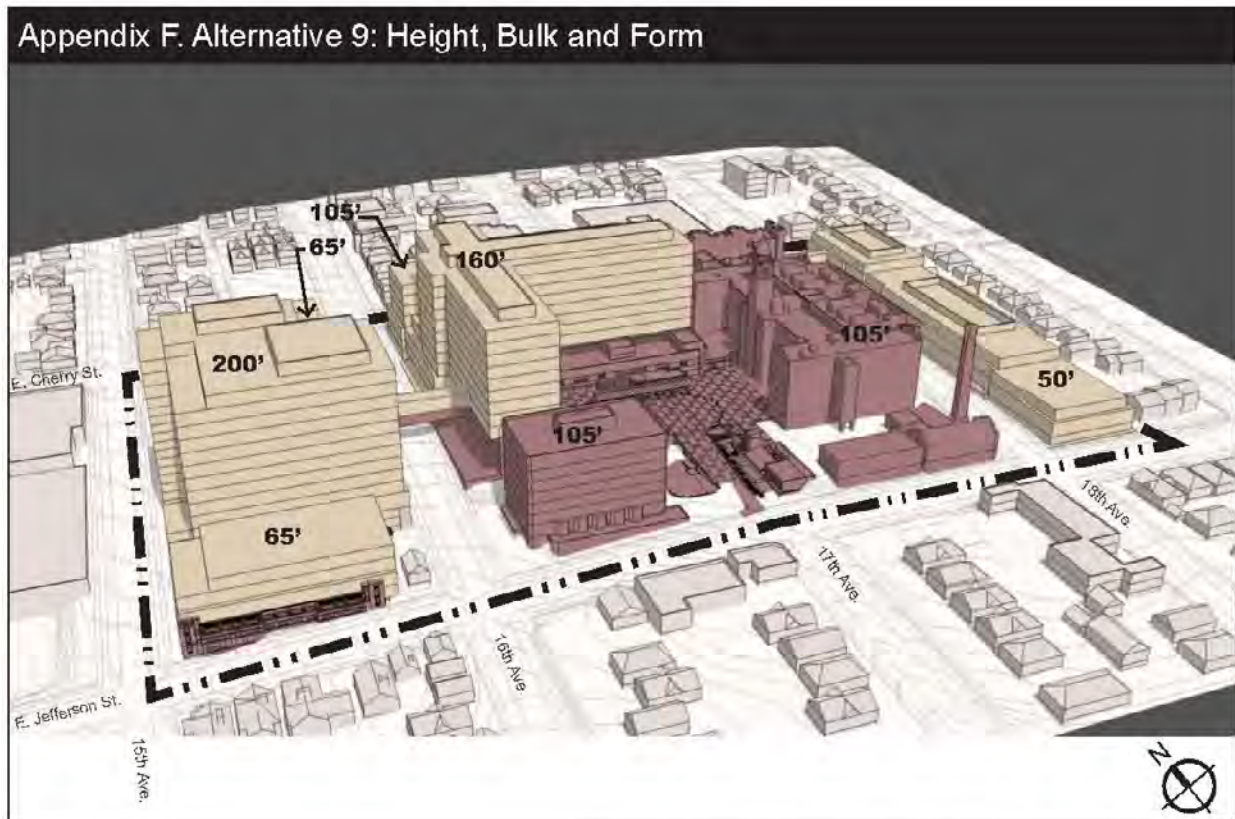 Appendix F. Alternative 9: Height, Bulk and Form
105’
65’
160’
200’
105’
50’
105’
65’
E. Cherry St.
E. Jefferson St.
15th Ave.
16th Ave.
17th Ave.
18th Ave.
N